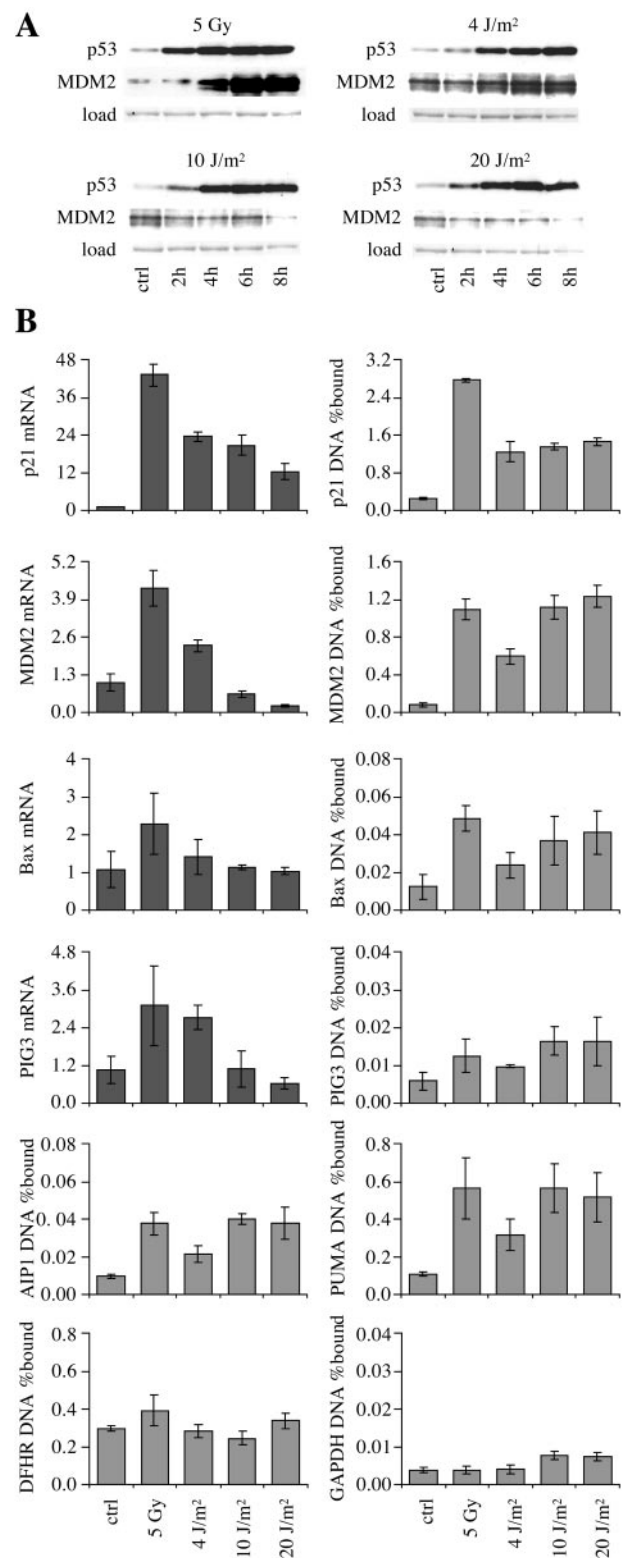 A
5 Gy
4 J/m²
p53
p53
MDM2
MDM2
load
load
10 J/m²
20 J/m²
p53
p53
MDM2
MDM2
load
load
ctrl 2h 4h 6h 8h
ctrl 2h 4h 6h 8h
B
p21 mRNA
48
36
24
12
0
p21 DNA %bound
3.2
2.4
1.6
0.8
0.0
MDM2 mRNA
5.2
3.9
2.6
1.3
0.0
MDM2 DNA %bound
1.6
1.2
0.8
0.4
0.0
Bax mRNA
4
3
2
1
0
Bax DNA %bound
0.08
0.06
0.04
0.02
0.00
PIG3 mRNA
4.8
3.6
2.4
1.2
0.0
PIG3 DNA %bound
0.04
0.03
0.02
0.01
0.00
AIP1 DNA %bound
0.08
0.06
0.04
0.02
0.00
PUMA DNA %bound
0.8
0.6
0.4
0.2
0.0
DFHR DNA %bound
0.8
0.6
0.4
0.2
0.0
GAPDH DNA %bound
0.04
0.03
0.02
0.01
0.00
ctrl 5 Gy 4 J/m² 10 J/m² 20 J/m²
ctrl 5 Gy 4 J/m² 10 J/m² 20 J/m²